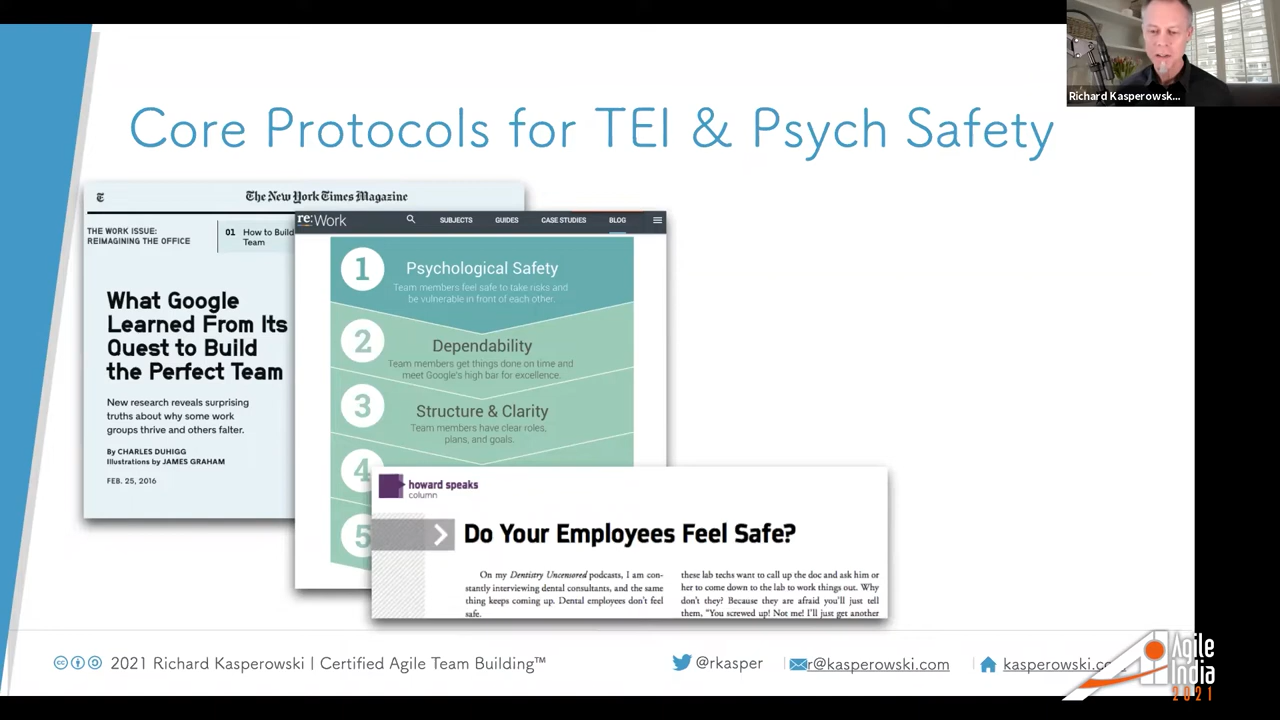 Richard Kasperowsk...
Core Protocols for TEI & Psych Safety
T
The New York Times Magazine
THE WORK ISSUE:
REIMAGINING THE OFFICE
01 How to Build
Team
What Google
Learned From Its
Quest to Build
the Perfect Team
New research reveals surprising
truths about why some work
groups thrive and others falter.
By CHARLES DUHIGG
Illustrations by JAMES GRAHAM
FEB. 25, 2016
re:Work
SUBJECTS GUIDES CASE STUDIES BLOG
1 Psychological Safety
Team members feel safe to take risks and
be vulnerable in front of each other.
2 Dependability
Team members get things done on time and
meet Google's high bar for excellence.
3 Structure & Clarity
Team members have clear roles,
plans, and goals.
4
5
howard speaks
column
Do Your Employees Feel Safe?
On my Dentistry Uncensored podcasts, I am con-
stantly interviewing dental consultants, and the same
thing keeps coming up. Dental employees don't feel
safe.
these lab techs want to call up the doc and ask him or
her to come down to the lab to work things out. Why
don't they? Because they are afraid you'll just tell
them, "You screwed up! Not me! I'll just get another
cc 2021 Richard Kasperowski | Certified Agile Team Building™
@rkasper
r@kasperowski.com
kasperowski.co
Agile
India
2021